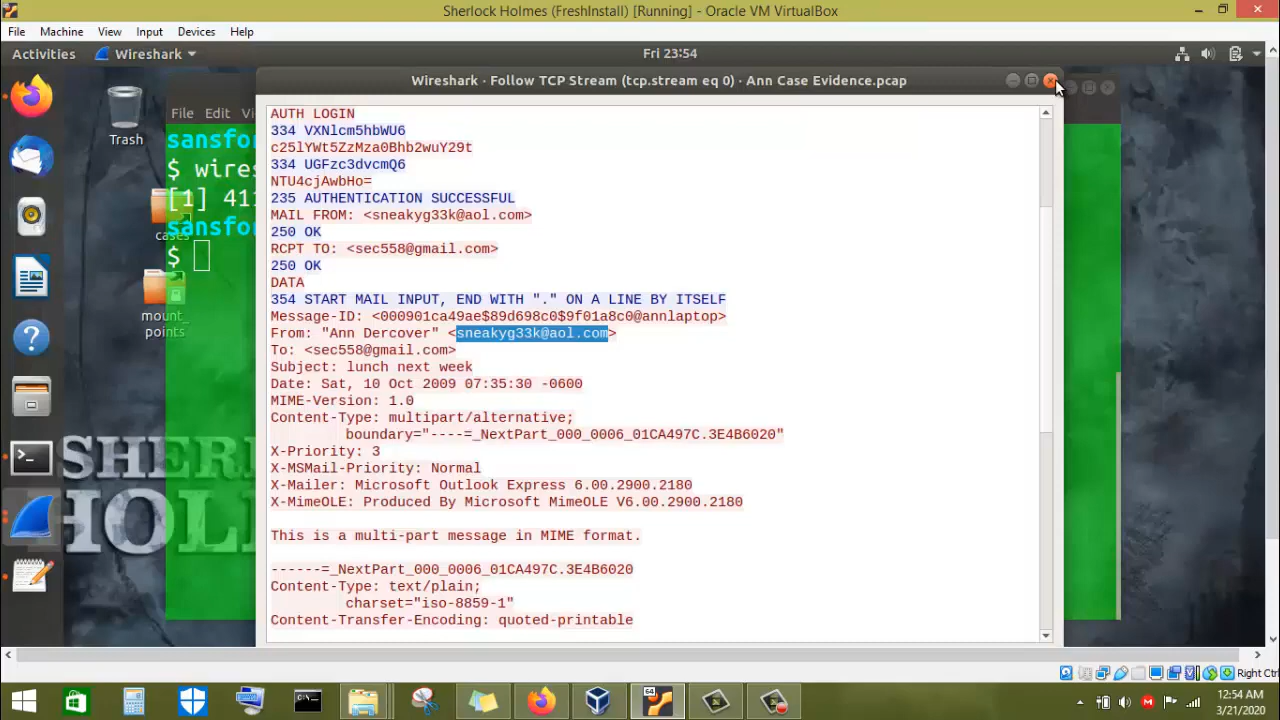 Sherlock Holmes (FreshInstall) [Running] - Oracle VM VirtualBox
File Machine View Input Devices Help
Activities Wireshark Fri 23:54
Wireshark · Follow TCP Stream (tcp.stream eq 0) · Ann Case Evidence.pcap
Trash
cases
mount_
points
File Edit
sansfor
$ wires
[1] 411
sansfor
$
SHER
HOL
AUTH LOGIN
334 VXNlcm5hbWU6
c25lYWt5ZzMza0Bhb2wuY29t
334 UGFzc3dvcmQ6
NTU4cjAwbHo=
235 AUTHENTICATION SUCCESSFUL
MAIL FROM: <sneakyg33k@aol.com>
250 OK
RCPT TO: <sec558@gmail.com>
250 OK
DATA
354 START MAIL INPUT, END WITH "." ON A LINE BY ITSELF
Message-ID: <000901ca49ae$89d698c0$9f01a8c0@annlaptop>
From: "Ann Dercover" <sneakyg33k@aol.com>
To: <sec558@gmail.com>
Subject: lunch next week
Date: Sat, 10 Oct 2009 07:35:30 -0600
MIME-Version: 1.0
Content-Type: multipart/alternative;
boundary="----=_NextPart_000_0006_01CA497C.3E4B6020"
X-Priority: 3
X-MSMail-Priority: Normal
X-Mailer: Microsoft Outlook Express 6.00.2900.2180
X-MimeOLE: Produced By Microsoft MimeOLE V6.00.2900.2180
This is a multi-part message in MIME format.
------=_NextPart_000_0006_01CA497C.3E4B6020
Content-Type: text/plain;
charset="iso-8859-1"
Content-Transfer-Encoding: quoted-printable
Right Ctrl
64
12:54 AM
3/21/2020